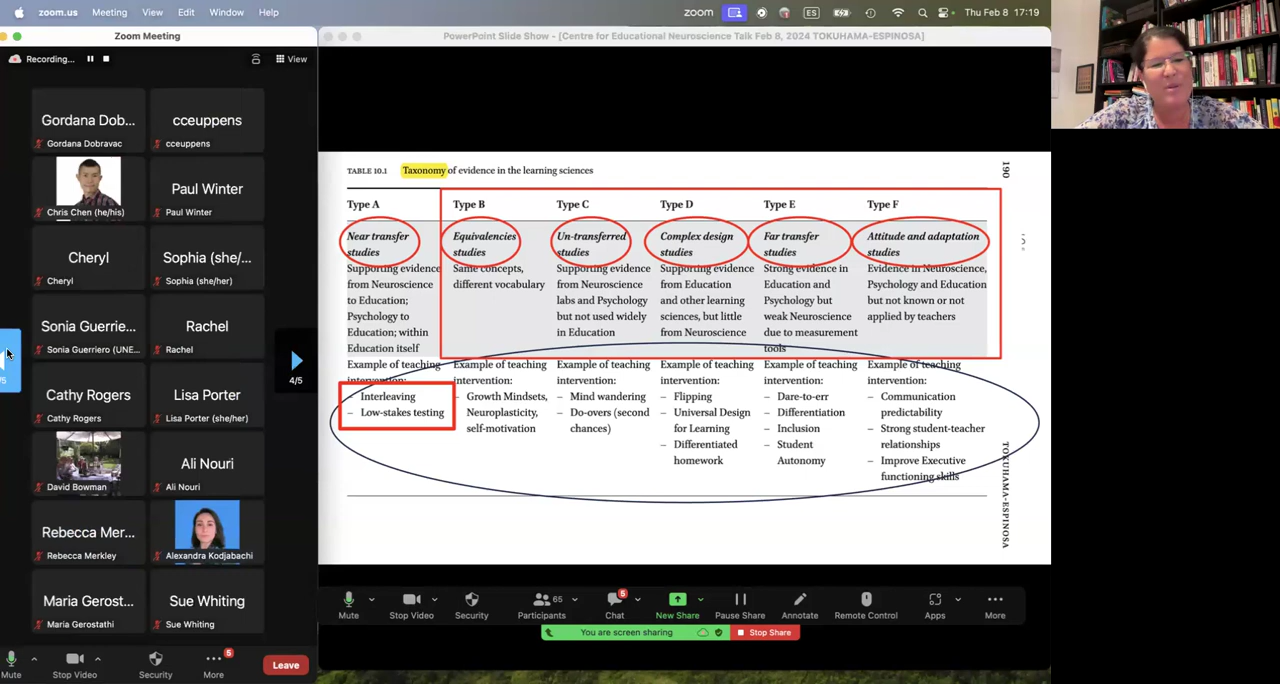 zoom.us Meeting View Edit Window Help
zoom ES Thu Feb 8 17:19
Zoom Meeting
PowerPoint Slide Show - [Centre for Educational Neuroscience Talk Feb 8, 2024 TOKUHAMA-ESPINOSA]
Recording... View
Gordana Dob... cceuppens
Gordana Dobravac cceuppens
Paul Winter
Chris Chen (he/his) Paul Winter
Cheryl Sophia (she/...
Cheryl Sophia (she/her)
Sonia Guerrie... Rachel
Sonia Guerriero (UNE... Rachel
/5
4/5
Cathy Rogers Lisa Porter
Cathy Rogers Lisa Porter (she/her)
Ali Nouri
David Bowman Ali Nouri
Rebecca Mer...
Rebecca Merkley Alexandra Kodjabachi
Maria Gerost... Sue Whiting
Maria Gerostathi Sue Whiting
Mute Stop Video Security More 5 Leave
TABLE 10.1 Taxonomy of evidence in the learning sciences
190
Type A
Near transfer
studies
Supporting evidence
from Neuroscience
to Education;
Psychology to
Education; within
Education itself
Example of teaching
intervention:
– Interleaving
– Low-stakes testing
Type B
Equivalencies
studies
Same concepts,
different vocabulary
Example of teaching
intervention:
– Growth Mindsets,
Neuroplasticity,
self-motivation
Type C
Un-transferred
studies
Supporting evidence
from Neuroscience
labs and Psychology
but not used widely
in Education
Example of teaching
intervention:
– Mind wandering
– Do-overs (second
chances)
Type D
Complex design
studies
Supporting evidence
from Education
and other learning
sciences, but little
from Neuroscience
Example of teaching
intervention:
– Flipping
– Universal Design
for Learning
– Differentiated
homework
Type E
Far transfer
studies
Strong evidence in
Education and
Psychology but
weak Neuroscience
due to measurement
tools
Example of teaching
intervention:
– Dare-to-err
– Differentiation
– Inclusion
– Student
Autonomy
Type F
Attitude and adaptation
studies
Evidence in Neuroscience,
Psychology and Education
but not known or not
applied by teachers
Example of teaching
intervention:
– Communication
predictability
– Strong student-teacher
relationships
– Improve Executive
functioning skills
TOKUHAMA-ESPINOSA
65 5
Mute Stop Video Security Participants Chat New Share Pause Share Annotate Remote Control Apps More
You are screen sharing Stop Share